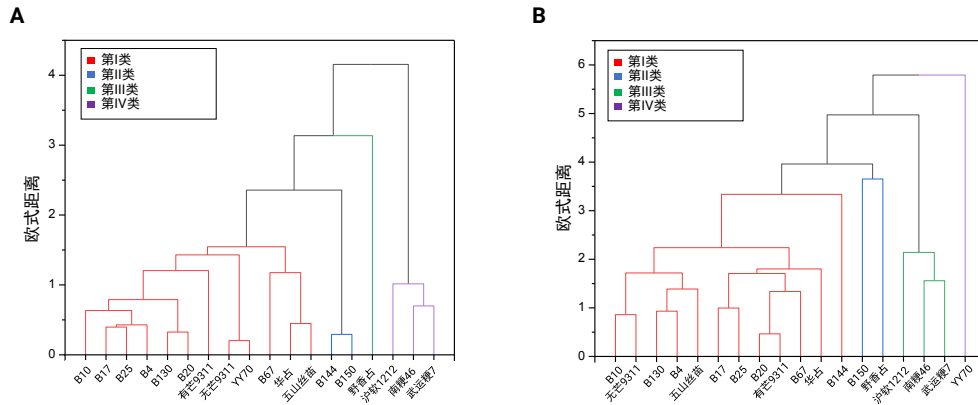 A
欧式距离
4
3
2
1
0
第I类
第II类
第III类
第IV类
B10
B17
B25
B4
B130
B20
有芒9311
无芒9311
YY70
B67
华占
五山丝苗
B144
B150
野香占
沪软1212
南粳46
武运粳7
B
欧式距离
6
5
4
3
2
1
0
第I类
第II类
第III类
第IV类
B10
无芒9311
B130
B4
五山丝苗
B17
B25
B20
有芒9311
B67
华占
B144
B150
野香占
沪软1212
南粳46
武运粳7
YY70